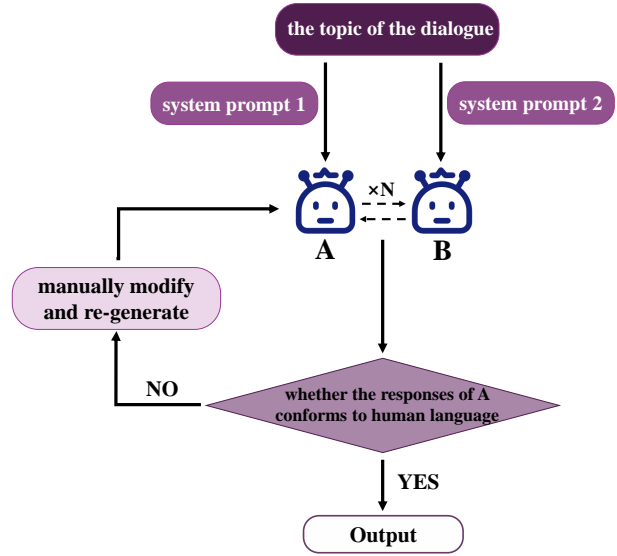 the topic of the dialogue
system prompt 1
system prompt 2
×N
A
B
manually modify
and re-generate
whether the responses of A
conforms to human language
NO
YES
Output